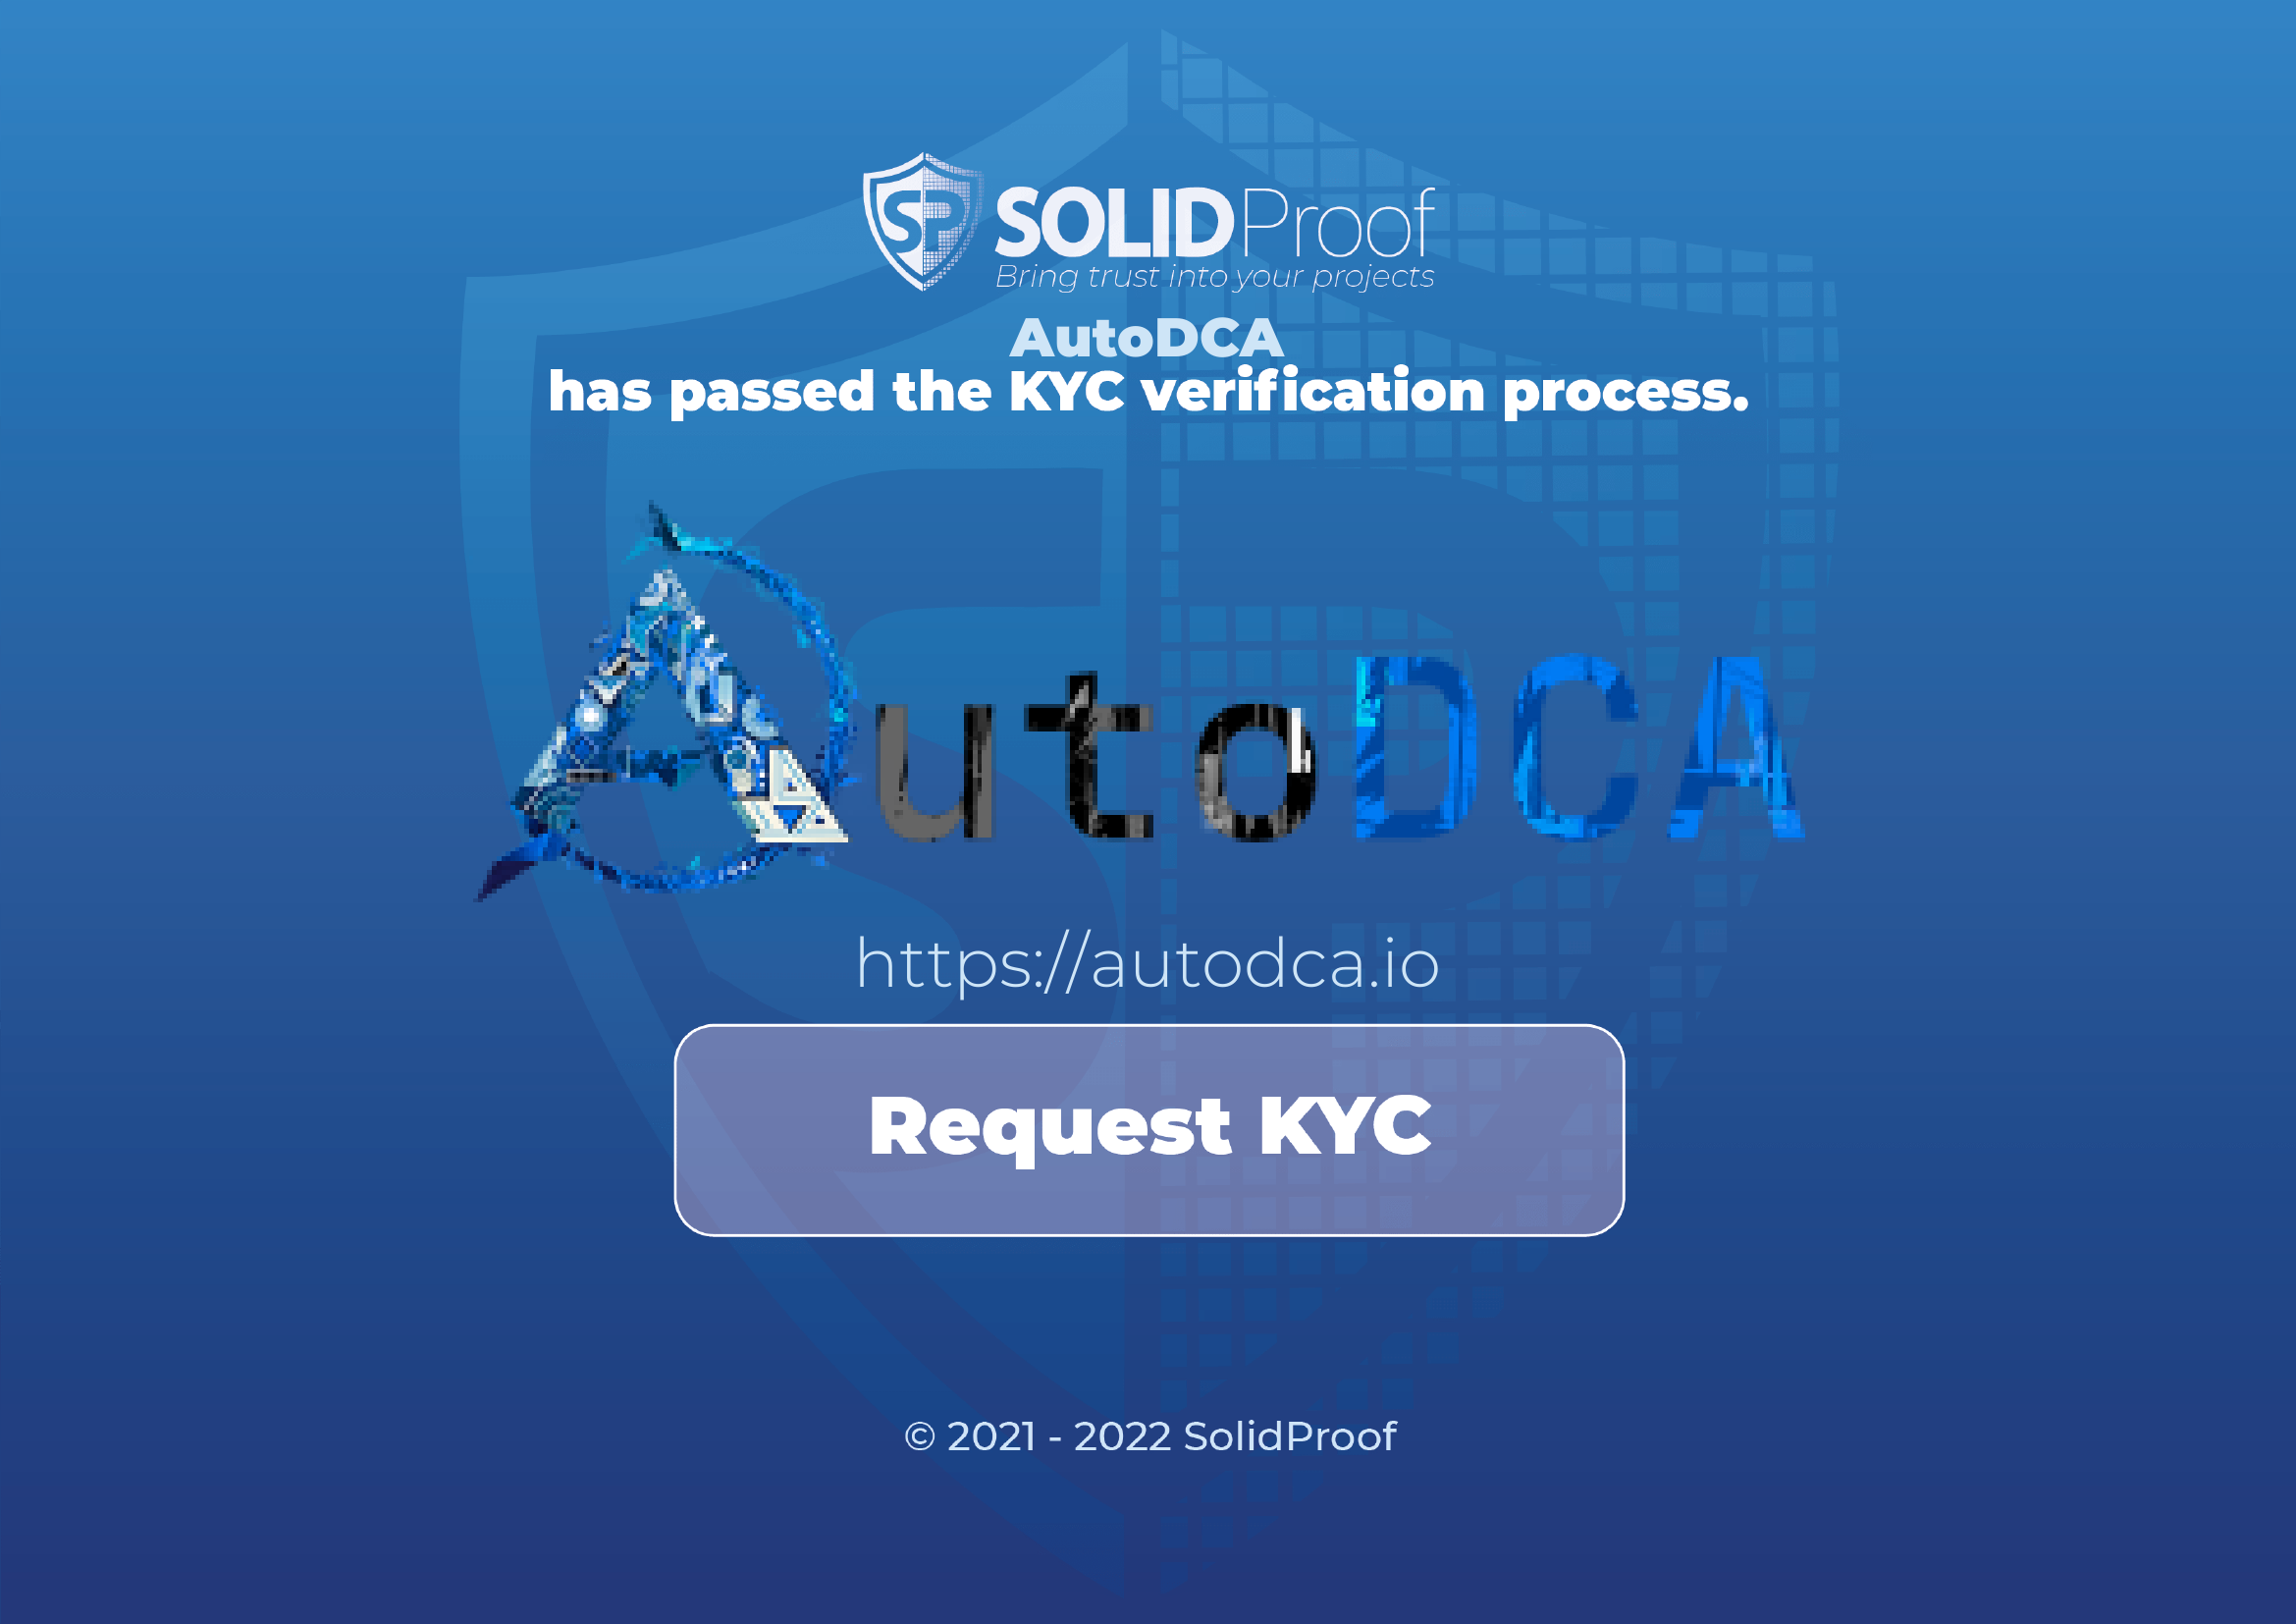 SP SOLIDProof
Bring trust into your projects
AutoDCA
has passed the KYC verification process.
AutoDCA
https://autodca.io
Request KYC
© 2021 - 2022 SolidProof